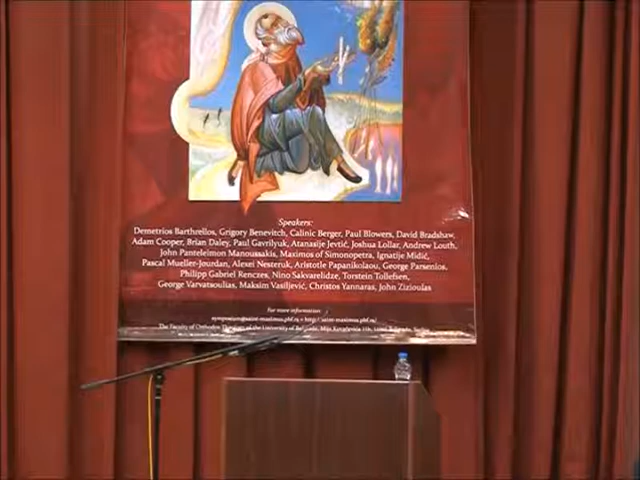 Speakers:
Demetrios Barthrellos, Grigory Benevitch, Calinic Berger, Paul Blowers, David Bradshaw,
Adam Cooper, Brian Daley, Paul Gavrilyuk, Atanasije Jevtić, Joshua Lollar, Andrew Louth,
John Panteleimon Manoussakis, Maximos of Simonopetra, Ignatije Midić,
Pascal Mueller-Jourdan, Alexei Nesteruk, Aristotle Papanikolaou, George Parsenios,
Philipp Gabriel Renczes, Nino Sakvarelidze, Torstein Tollefsen,
George Varvatsoulias, Maksim Vasiljević, Christos Yannaras, John Zizioulas
For more information:
The Faculty of Orthodox Theology of the University of Belgrade,